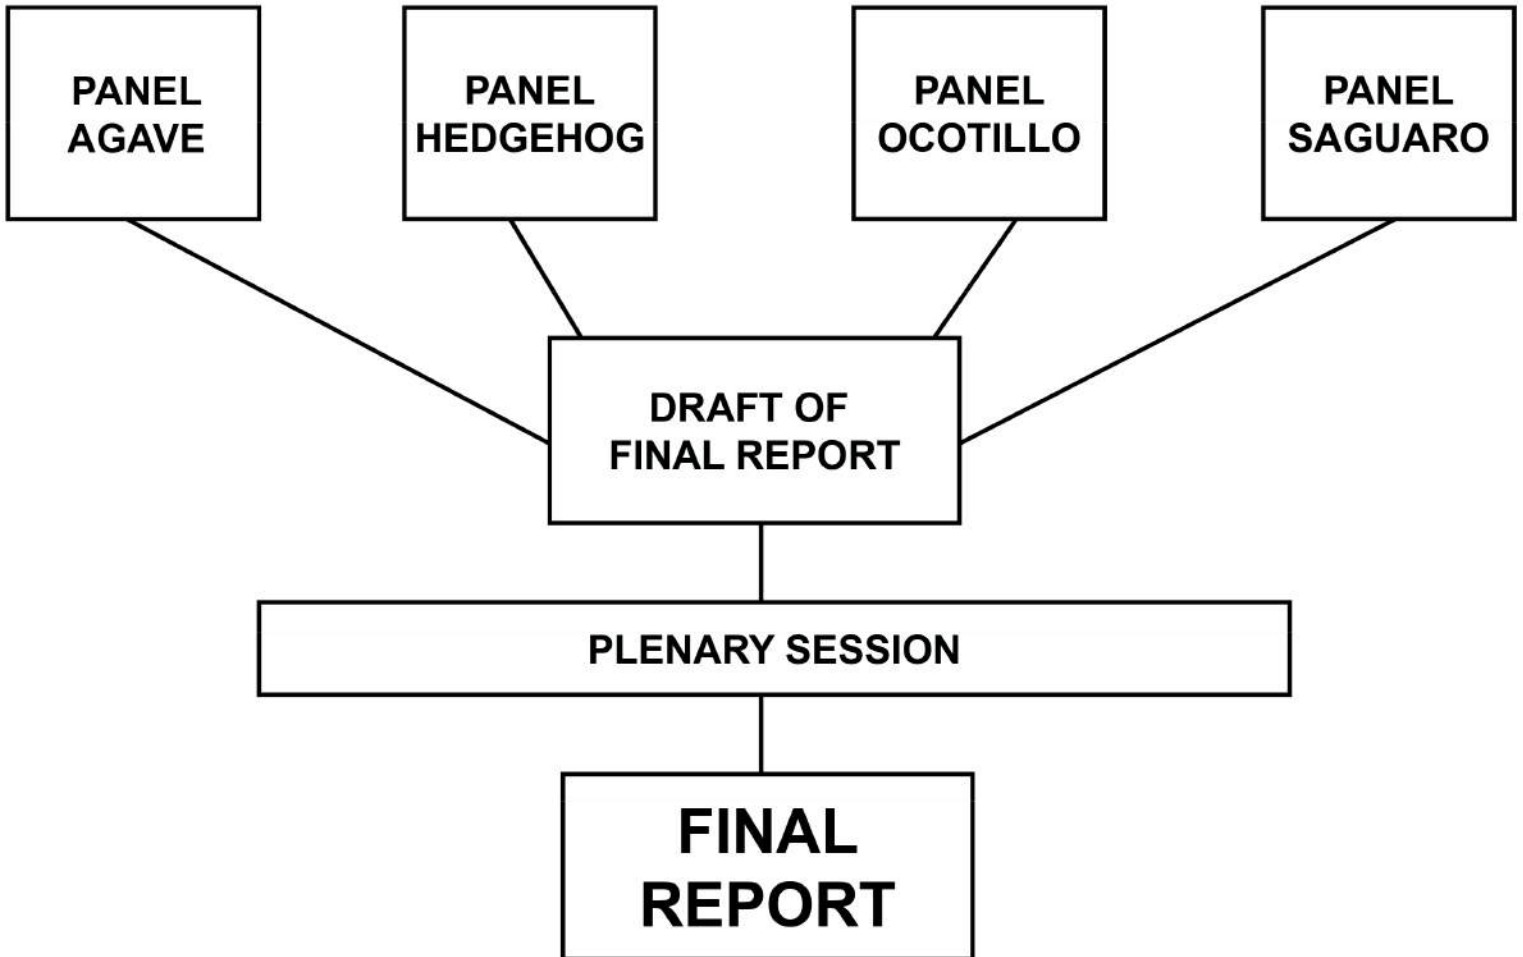 PANEL
AGAVE
PANEL
HEDGEHOG
PANEL
OCOTILLO
PANEL
SAGUARO
DRAFT OF
FINAL REPORT
PLENARY SESSION
FINAL
REPORT